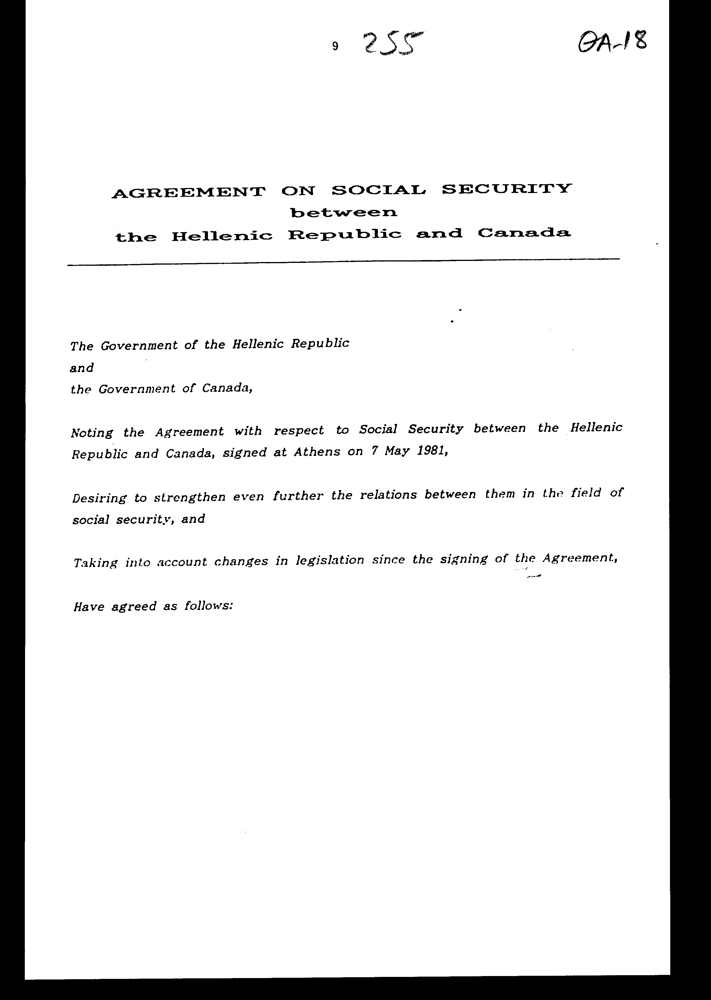 9 255 ΘA-18
AGREEMENT ON SOCIAL SECURITY
between
the Hellenic Republic and Canada
The Government of the Hellenic Republic
and
the Government of Canada,
Noting the Agreement with respect to Social Security between the Hellenic
Republic and Canada, signed at Athens on 7 May 1981,
Desiring to strengthen even further the relations between them in the field of
social security, and
Taking into account changes in legislation since the signing of the Agreement,
Have agreed as follows: